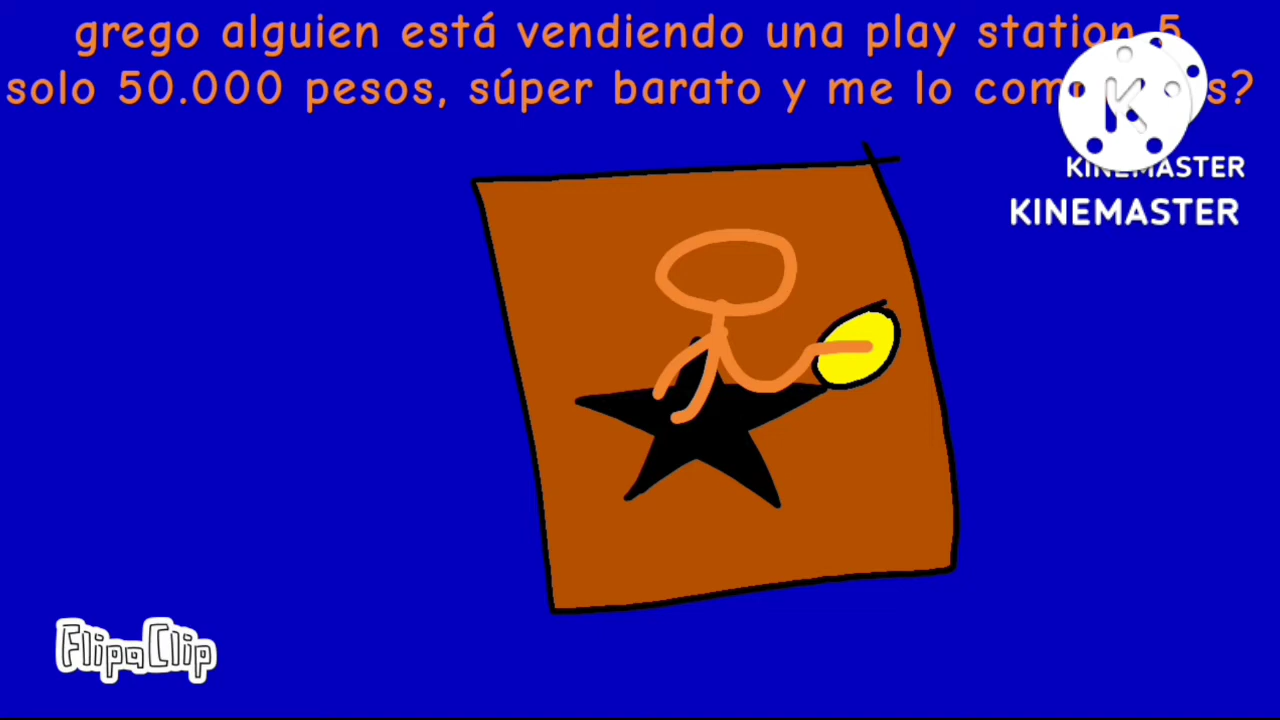 grego alguien está vendiendo una play station 5
solo 50.000 pesos, súper barato y me lo
KINEMASTER
KINEMASTER
FlipaClip